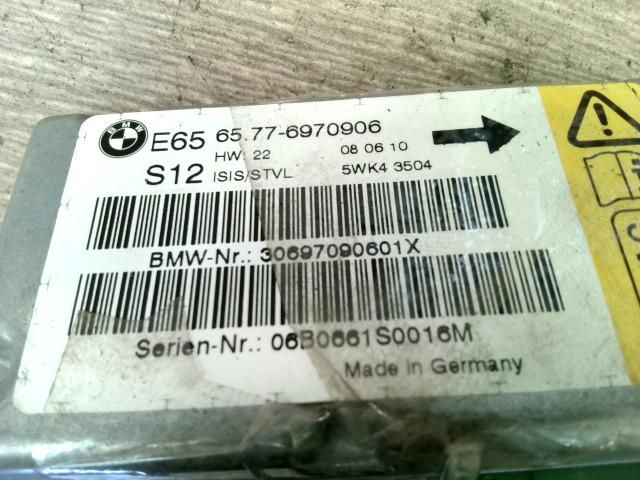 BMW
E65 65.77-6970906
HW 22 08 06 10
S12 ISIS/STVL 5WK4 3504
BMW-Nr.: 30697090601X
Serien-Nr.: 06B0661S0016M
Made in Germany